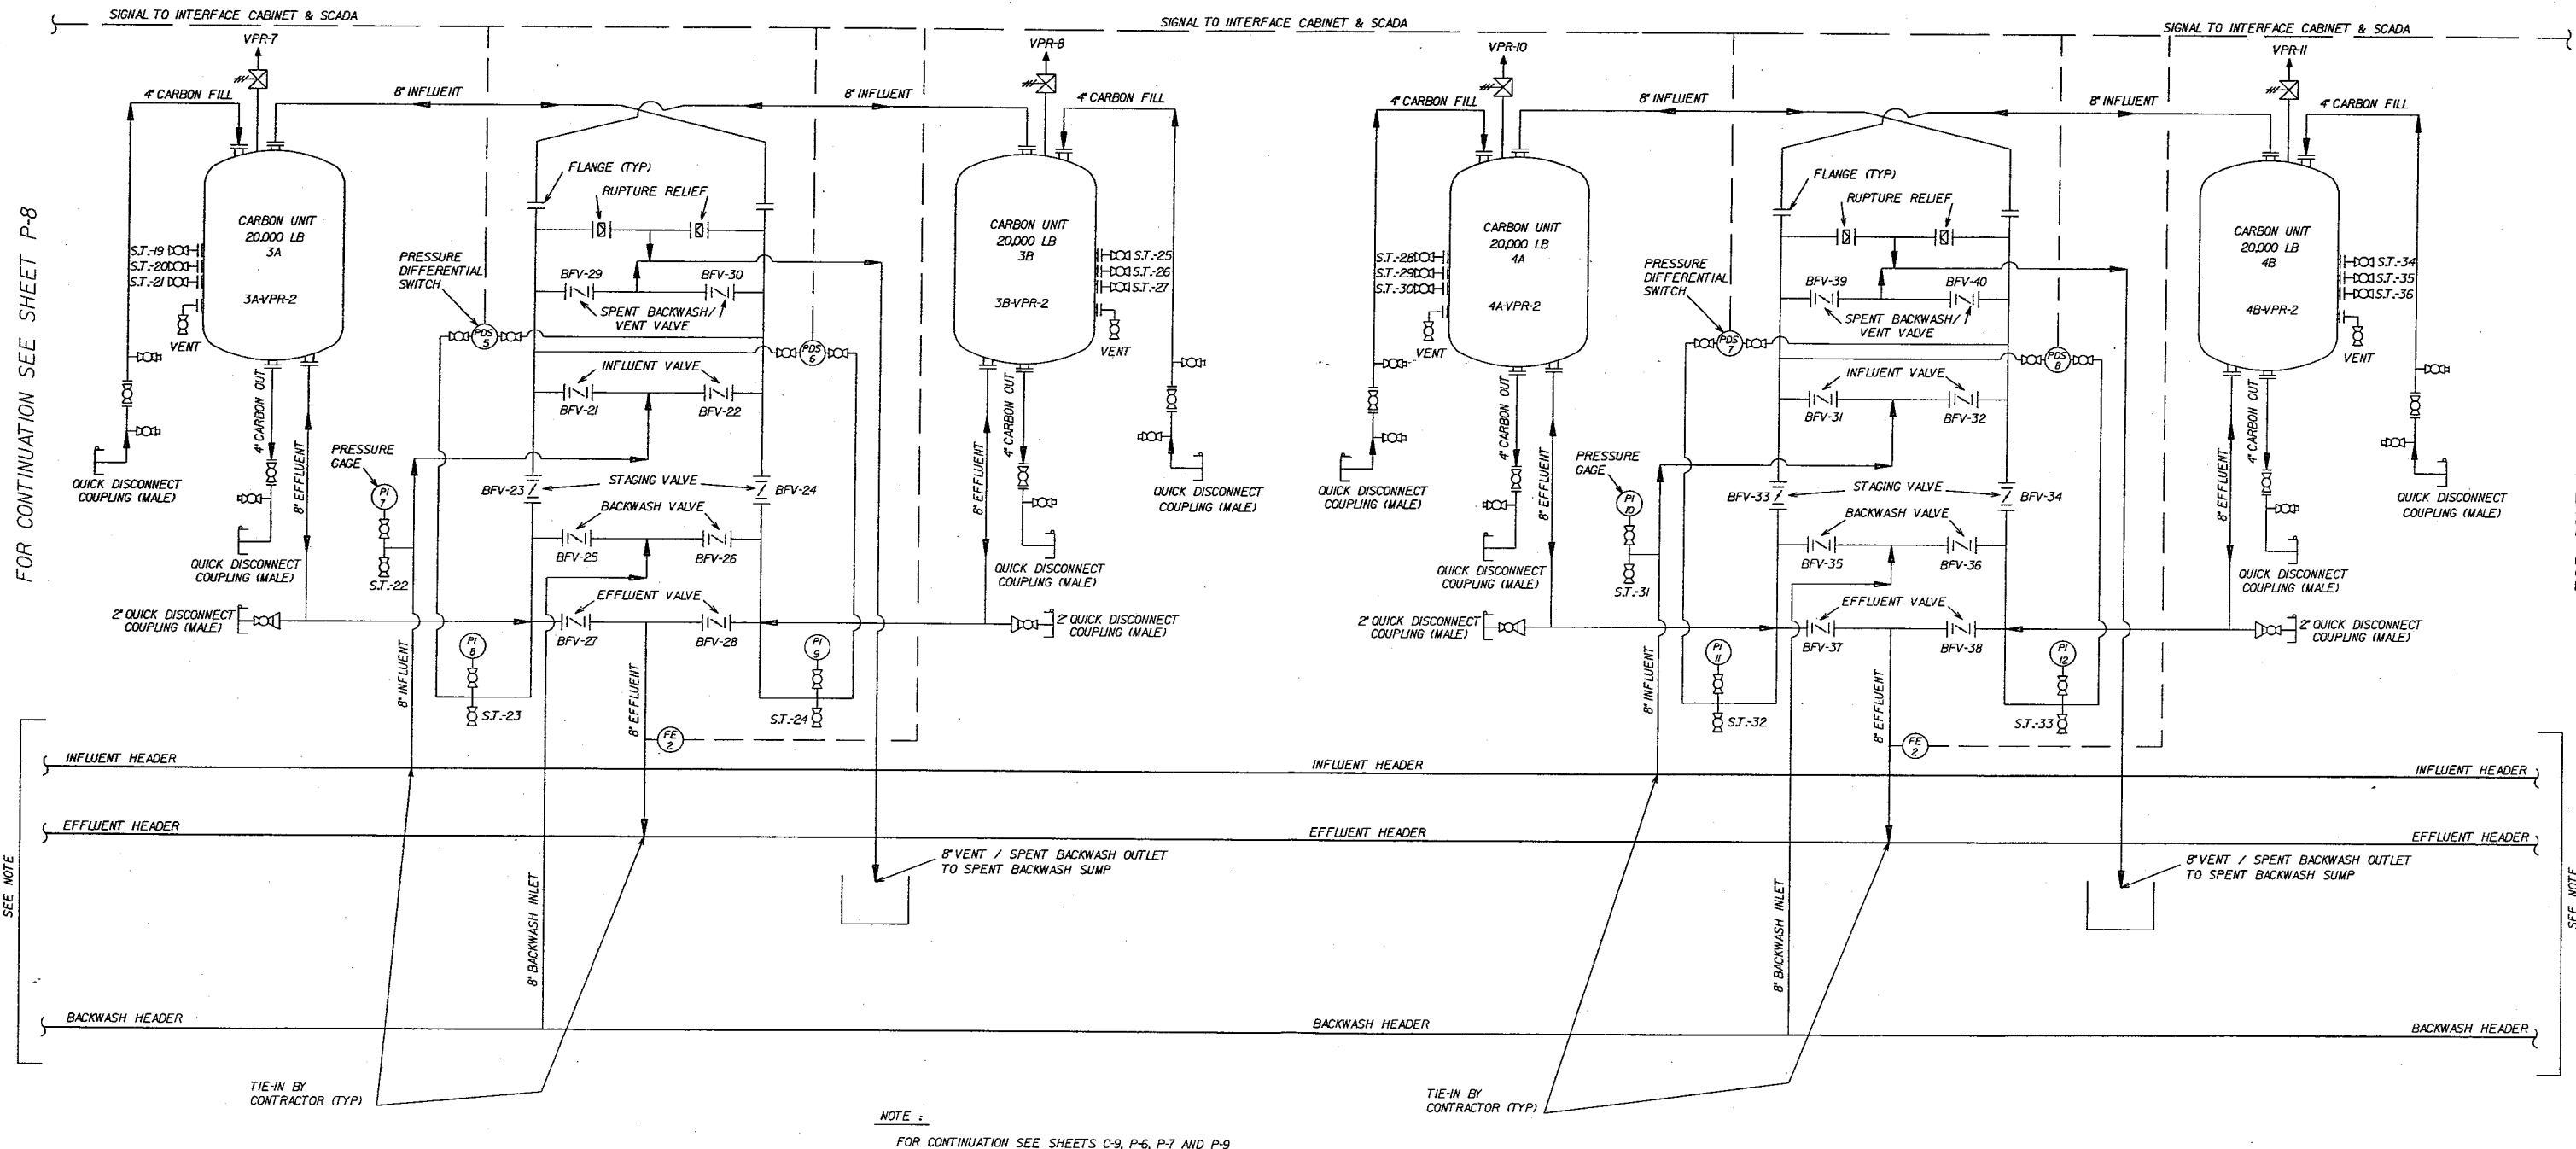 SIGNAL TO INTERFACE CABINET & SCADA
SIGNAL TO INTERFACE CABINET & SCADA
SIGNAL TO INTERFACE CABINET & SCADA
FOR CONTINUATION SEE SHEET P-8
VPR-7
4" CARBON FILL
8" INFLUENT
8" INFLUENT
VPR-8
4" CARBON FILL
FLANGE (TYP)
RUPTURE RELIEF
CARBON UNIT
20,000 LB
3A
3A-VPR-2
S.T.-19
S.T.-20
S.T.-21
VENT
PRESSURE
DIFFERENTIAL
SWITCH
BFV-29
BFV-30
SPENT BACKWASH/
VENT VALVE
PDS
5
PDS
6
CARBON UNIT
20,000 LB
3B
3B-VPR-2
S.T.-25
S.T.-26
S.T.-27
VENT
INFLUENT VALVE
BFV-21
BFV-22
4" CARBON OUT
8" EFFLUENT
PRESSURE
GAGE
PI
7
BFV-23
STAGING VALVE
BFV-24
BACKWASH VALVE
BFV-25
BFV-26
8" EFFLUENT
4" CARBON OUT
QUICK DISCONNECT
COUPLING (MALE)
QUICK DISCONNECT
COUPLING (MALE)
S.T.-22
QUICK DISCONNECT
COUPLING (MALE)
QUICK DISCONNECT
COUPLING (MALE)
2" QUICK DISCONNECT
COUPLING (MALE)
EFFLUENT VALVE
BFV-27
BFV-28
2" QUICK DISCONNECT
COUPLING (MALE)
PI
8
PI
9
8" INFLUENT
S.T.-23
8" EFFLUENT
S.T.-24
FE
2
VPR-10
4" CARBON FILL
8" INFLUENT
8" INFLUENT
VPR-11
4" CARBON FILL
FLANGE (TYP)
RUPTURE RELIEF
CARBON UNIT
20,000 LB
4A
4A-VPR-2
S.T.-28
S.T.-29
S.T.-30
VENT
PRESSURE
DIFFERENTIAL
SWITCH
BFV-39
BFV-40
SPENT BACKWASH/
VENT VALVE
PDS
7
PDS
8
CARBON UNIT
20,000 LB
4B
4B-VPR-2
S.T.-34
S.T.-35
S.T.-36
VENT
INFLUENT VALVE
BFV-31
BFV-32
4" CARBON OUT
8" EFFLUENT
PRESSURE
GAGE
PI
10
BFV-33
STAGING VALVE
BFV-34
BACKWASH VALVE
BFV-35
BFV-36
8" EFFLUENT
4" CARBON OUT
QUICK DISCONNECT
COUPLING (MALE)
QUICK DISCONNECT
COUPLING (MALE)
S.T.-31
QUICK DISCONNECT
COUPLING (MALE)
QUICK DISCONNECT
COUPLING (MALE)
2" QUICK DISCONNECT
COUPLING (MALE)
EFFLUENT VALVE
BFV-37
BFV-38
2" QUICK DISCONNECT
COUPLING (MALE)
PI
11
PI
12
8" INFLUENT
S.T.-32
8" EFFLUENT
S.T.-33
FE
2
INFLUENT HEADER
INFLUENT HEADER
INFLUENT HEADER
EFFLUENT HEADER
EFFLUENT HEADER
EFFLUENT HEADER
SEE NOTE
8" VENT / SPENT BACKWASH OUTLET
TO SPENT BACKWASH SUMP
8" VENT / SPENT BACKWASH OUTLET
TO SPENT BACKWASH SUMP
SEE NOTE
8" BACKWASH INLET
8" BACKWASH INLET
BACKWASH HEADER
BACKWASH HEADER
BACKWASH HEADER
TIE-IN BY
CONTRACTOR (TYP)
TIE-IN BY
CONTRACTOR (TYP)
NOTE :
FOR CONTINUATION SEE SHEETS C-9, P-6, P-7 AND P-9